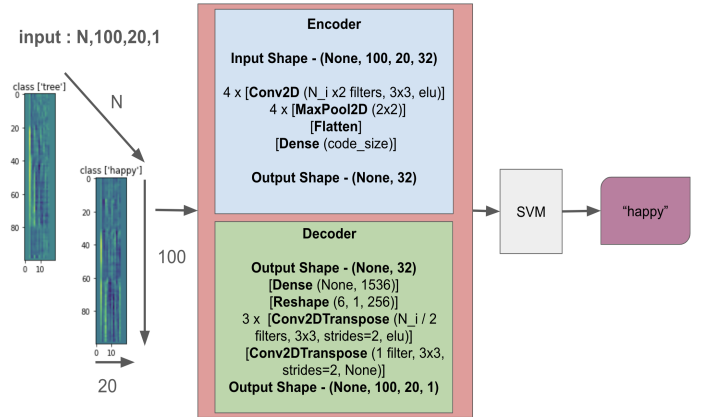 input : N,100,20,1
class ['tree']
0
20
40
60
80
0 10
N
class ['happy']
0
20
40
60
80
0 10
100
20
Encoder
Input Shape - (None, 100, 20, 32)
4 x [Conv2D (N_i x2 filters, 3x3, elu)]
4 x [MaxPool2D (2x2)]
[Flatten]
[Dense (code_size)]
Output Shape - (None, 32)
Decoder
Output Shape - (None, 32)
[Dense (None, 1536)]
[Reshape (6, 1, 256)]
3 x [Conv2DTranspose (N_i / 2
filters, 3x3, strides=2, elu)]
[Conv2DTranspose (1 filter, 3x3,
strides=2, None)]
Output Shape - (None, 100, 20, 1)
SVM
“happy”